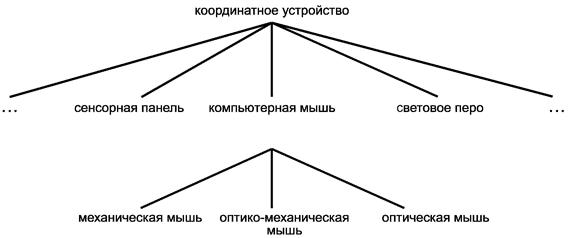 координатное устройство
... сенсорная панель компьютерная мышь световое перо ...
механическая мышь оптико-механическая мышь оптическая мышь